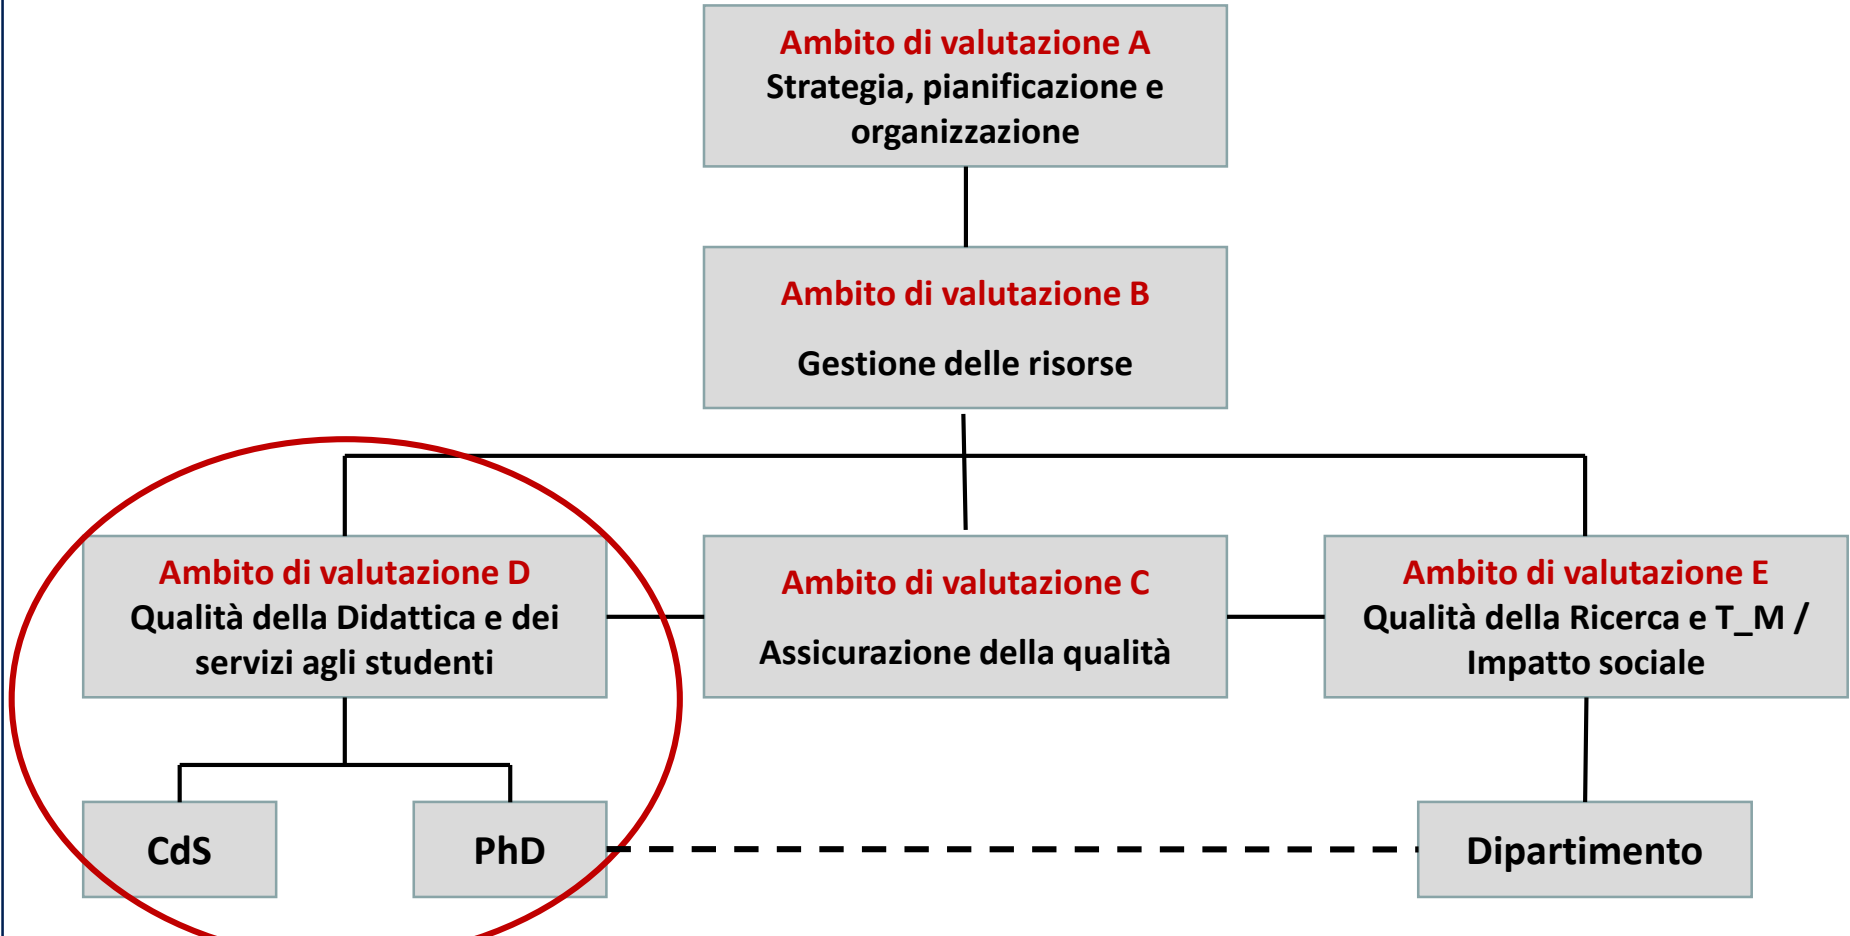 Ambito di valutazione A
Strategia, pianificazione e
organizzazione
Ambito di valutazione B
Gestione delle risorse
Ambito di valutazione D
Qualità della Didattica e dei
servizi agli studenti
Ambito di valutazione C
Assicurazione della qualità
Ambito di valutazione E
Qualità della Ricerca e T_M /
Impatto sociale
CdS
PhD
Dipartimento